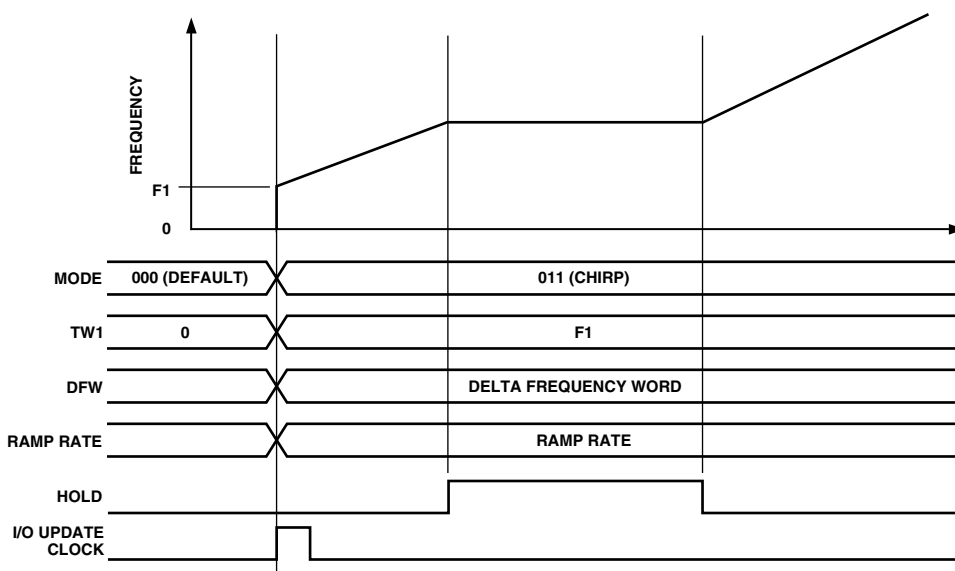 FREQUENCY
F1
0
MODE 000 (DEFAULT) 011 (CHIRP)
TW1 0 F1
DFW DELTA FREQUENCY WORD
RAMP RATE RAMP RATE
HOLD
I/O UPDATE
CLOCK